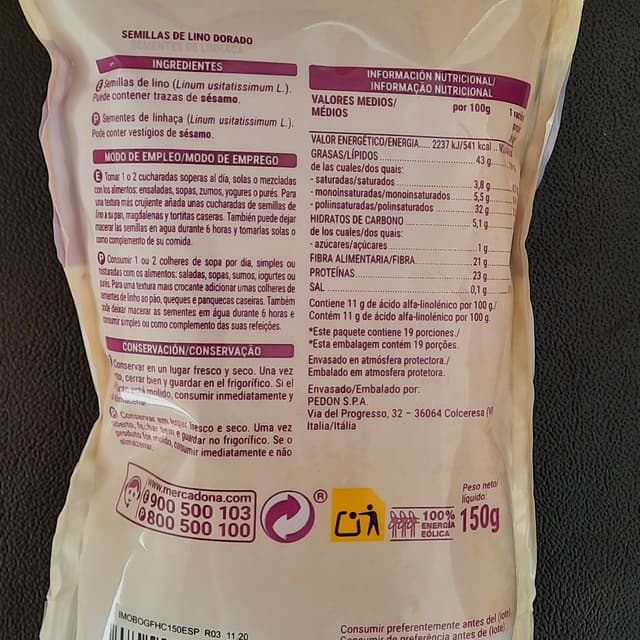 SEMILLAS DE LINO DORADO
SEMENTES DE LINHAÇA
INGREDIENTES
E Semillas de lino (Linum usitatissimum L.).
Puede contener trazas de sésamo.
P Sementes de linhaça (Linum usitatissimum L.).
Pode conter vestígios de sésamo.
MODO DE EMPLEO/MODO DE EMPREGO
E Tomar 1 o 2 cucharadas soperas al día, solas o mezcladas
con los alimentos: ensaladas, sopas, zumos, yogures o purés. Para
una textura más crujiente añada unas cucharadas de semillas de
lino a su pan, magdalenas y tortitas caseras. También puede dejar
macerar las semillas en agua durante 6 horas y tomarlas solas o
como complemento de su comida.
P Consumir 1 ou 2 colheres de sopa por dia, simples ou
misturadas com os alimentos: saladas, sopas, sumos, iogurtes ou
purés. Para uma textura mais crocante adicionar umas colheres de
sementes de linho ao pão, queques e panquecas caseiras. Também
pode deixar macerar as sementes em água durante 6 horas e
consumir simples ou como complemento das suas refeições.
CONSERVACIÓN/CONSERVAÇÃO
Conservar en un lugar fresco y seco. Una vez
cerrar bien y guardar en el frigorífico. Si el
está molido, consumir inmediatamente y
Conservar em lugar fresco e seco. Uma vez
aberto, fechar bem e guardar no frigorífico. Se o
produto for moído, consumir imediatamente e não
almacenar.
INFORMACIÓN NUTRICIONAL/
INFORMAÇÃO NUTRICIONAL
VALORES MEDIOS/ por 100g 1
MÉDIOS
VALOR ENERGÉTICO/ENERGIA.... 2237 kJ/541 kcal
GRASAS/LÍPIDOS 43 g
de las cuales/dos quais:
- saturadas/saturados 3,8 g
- monoinsaturadas/monoinsaturados 5,5 g
- poliinsaturadas/polinsaturados 32 g
HIDRATOS DE CARBONO 5,1 g
de los cuales/dos quais:
- azúcares/açúcares 1 g
FIBRA ALIMENTARIA/FIBRA 21 g
PROTEÍNAS 23 g
SAL 0,1 g
Contiene 11 g de ácido alfa-linolénico por 100 g./
Contém 11 g de ácido alfa-linolénico por 100 g.
*Este paquete contiene 19 porciones./
*Esta embalagem contém 19 porções.
Envasado en atmósfera protectora./
Embalado em atmosfera protetora.
Envasado/Embalado por:
PEDON S.P.A.
Via del Progresso, 32 – 36064 Colceresa (V
Italia/Itália
www.mercadona.com
E 900 500 103
P 800 500 100
®
100%
ENERGÍA
EÓLICA
Peso neto/
líquido:
150g
IMOBOGFHC150ESP R03 11.20
Consumir preferentemente antes del (lote)
Consumir de preferência antes de (lote)